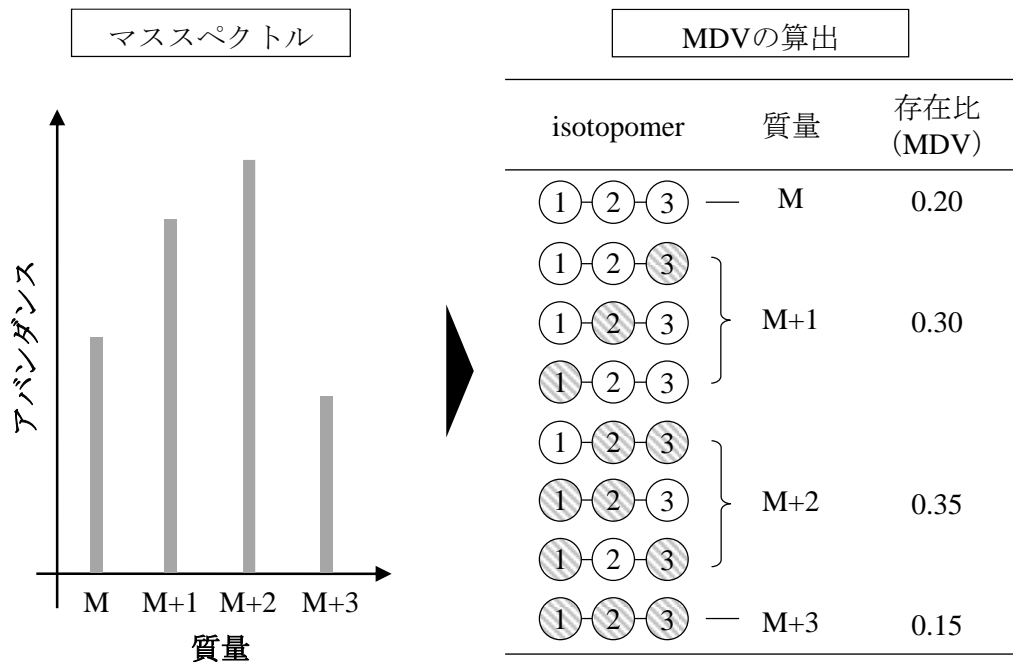 マススペクトル
アバンダンス
M M+1 M+2 M+3
質量
MDVの算出
isotopomer 質量 存在比
(MDV)
1 2 3 M 0.20
1 2 3
1 2 3 M+1 0.30
1 2 3
1 2 3
1 2 3 M+2 0.35
1 2 3
1 2 3 M+3 0.15